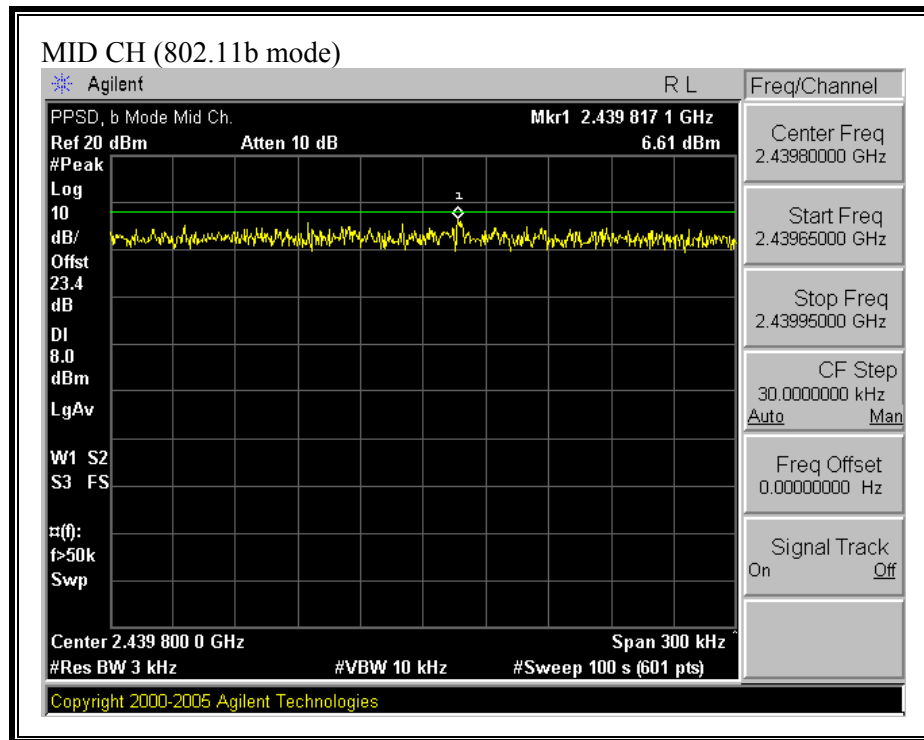 MID CH (802.11b mode)
Agilent R L
Freq/Channel
PPSD, b Mode Mid Ch. Mkr1 2.439 817 1 GHz
Ref 20 dBm Atten 10 dB 6.61 dBm
#Peak
Log
10
dB/
Offst
23.4
dB
DI
8.0
dBm
LgAv
W1 S2
S3 FS
¤(f):
f>50k
Swp
1
Center 2.439 800 0 GHz Span 300 kHz ^
#Res BW 3 kHz #VBW 10 kHz #Sweep 100 s (601 pts)
Center Freq
2.43980000 GHz
Start Freq
2.43965000 GHz
Stop Freq
2.43995000 GHz
CF Step
30.0000000 kHz
Auto Man
Freq Offset
0.00000000 Hz
Signal Track
On Off
Copyright 2000-2005 Agilent Technologies